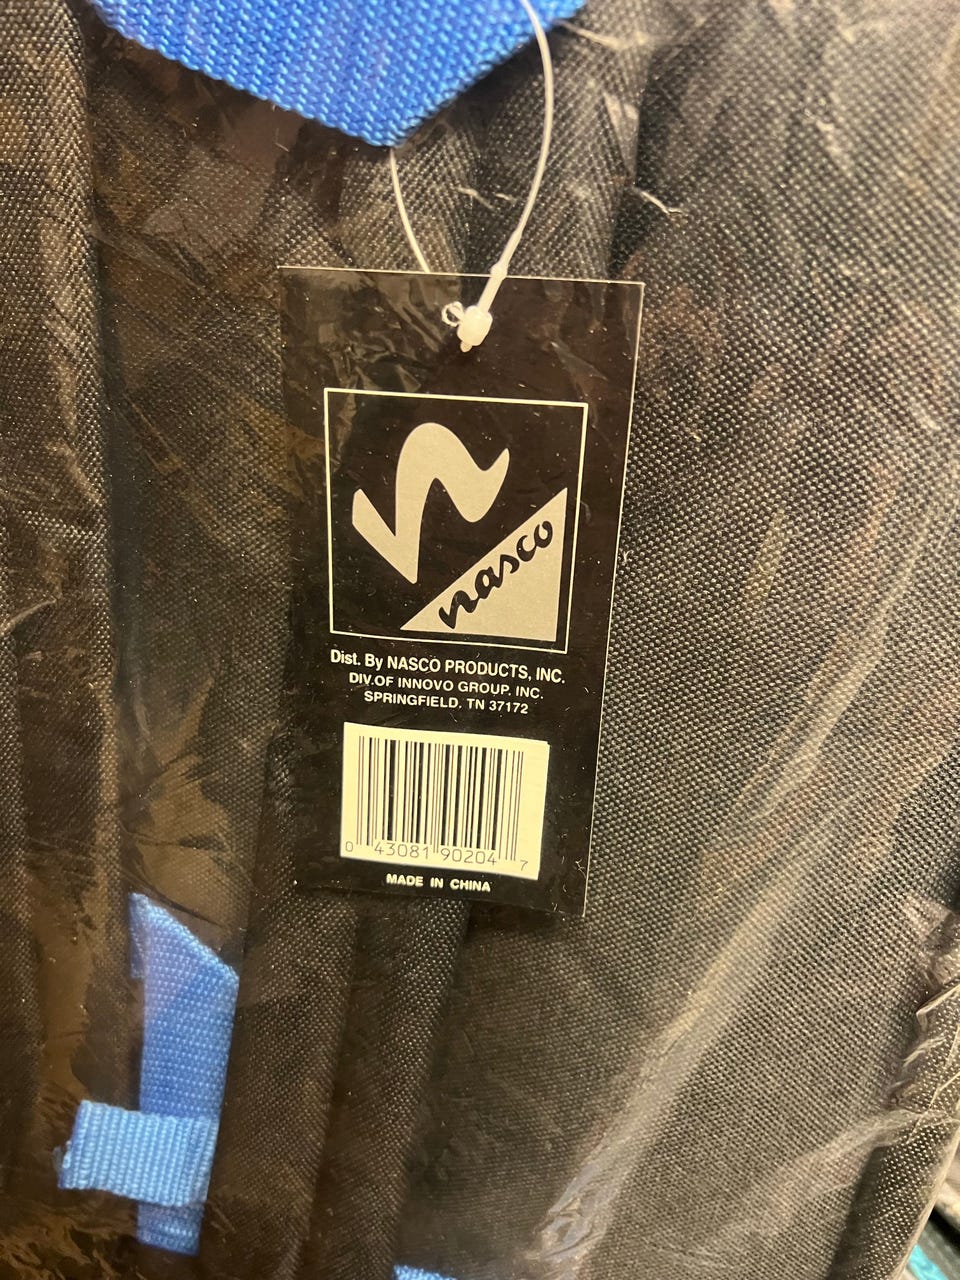 nasco
Dist. By NASCO PRODUCTS, INC.
DIV.OF INNOVO GROUP. INC.
SPRINGFIELD. TN 37172
0 43081 90204 7
MADE IN CHINA